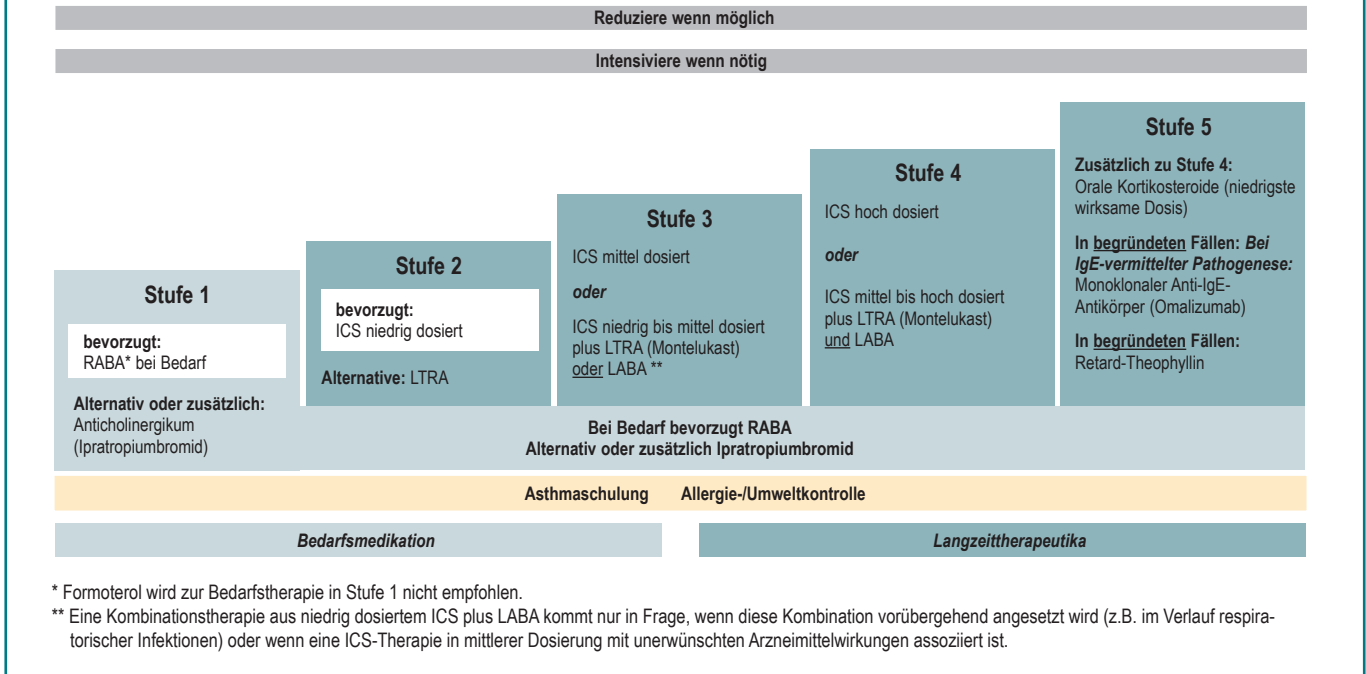 Reduziere wenn möglich
Intensiviere wenn nötig
Stufe 1
bevorzugt:
RABA* bei Bedarf
Alternativ oder zusätzlich:
Anticholinergikum
(Ipratropiumbromid)
Stufe 2
bevorzugt:
ICS niedrig dosiert
Alternative: LTRA
Stufe 3
ICS mittel dosiert
oder
ICS niedrig bis mittel dosiert
plus LTRA (Montelukast)
oder LABA **
Stufe 4
ICS hoch dosiert
oder
ICS mittel bis hoch dosiert
plus LTRA (Montelukast)
und LABA
Stufe 5
Zusätzlich zu Stufe 4:
Orale Kortikosteroide (niedrigste
wirksame Dosis)
In begründeten Fällen: Bei
IgE-vermittelter Pathogenese:
Monoklonaler Anti-IgE-
Antikörper (Omalizumab)
In begründeten Fällen:
Retard-Theophyllin
Bei Bedarf bevorzugt RABA
Alternativ oder zusätzlich Ipratropiumbromid
Asthmaschulung Allergie-/Umweltkontrolle
Bedarfsmedikation
Langzeittherapeutika
* Formoterol wird zur Bedarfstherapie in Stufe 1 nicht empfohlen.
** Eine Kombinationstherapie aus niedrig dosiertem ICS plus LABA kommt nur in Frage, wenn diese Kombination vorübergehend angesetzt wird (z.B. im Verlauf respira-
torischer Infektionen) oder wenn eine ICS-Therapie in mittlerer Dosierung mit unerwünschten Arzneimittelwirkungen assoziiert ist.